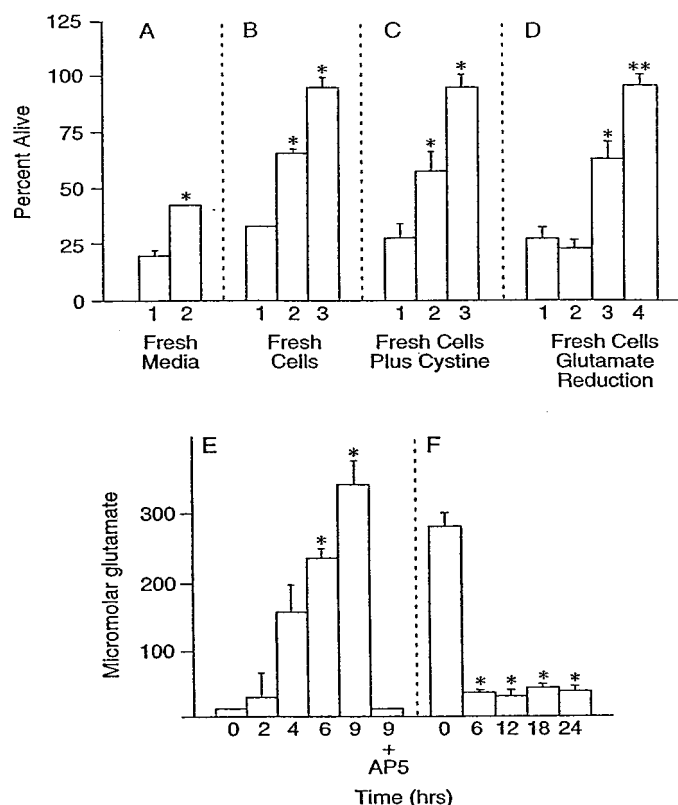 A B C D
Percent Alive
125
100
75
50
25
0
* * * * * * **
1 2 1 2 3 1 2 3 1 2 3 4
Fresh Media
Fresh Cells
Fresh Cells Plus Cystine
Fresh Cells Glutamate Reduction
E F
Micromolar glutamate
300
200
100
* * * * * *
0 2 4 6 9 9 + AP5 0 6 12 18 24
Time (hrs)